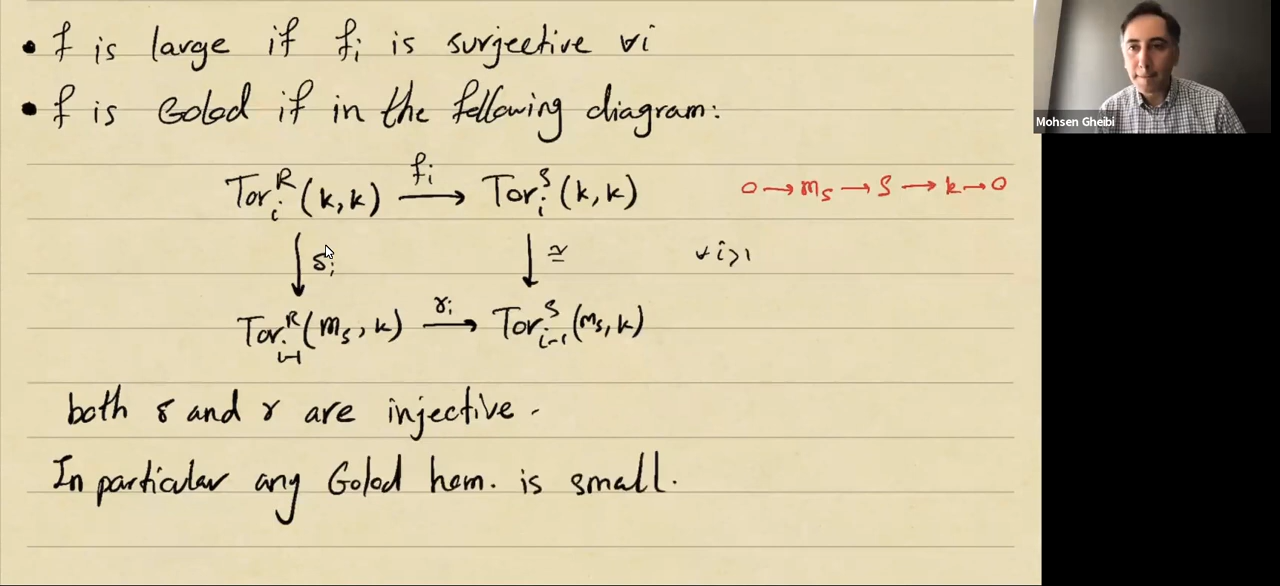 • f is large if fᵢ is surjective ∀i
• f is Golod if in the following diagram:
Torᵢᴿ(k,k) —fᵢ→ Torᵢˢ(k,k)
0 → mₛ → S → k → 0
↓ δᵢ ↓ ≅ ∀ i≥1
Torᵢ₋₁ᴿ(mₛ,k) —γᵢ→ Torᵢ₋₁ˢ(mₛ,k)
both δ and γ are injective.
In particular any Golod hom. is small.
Mohsen Gheibi